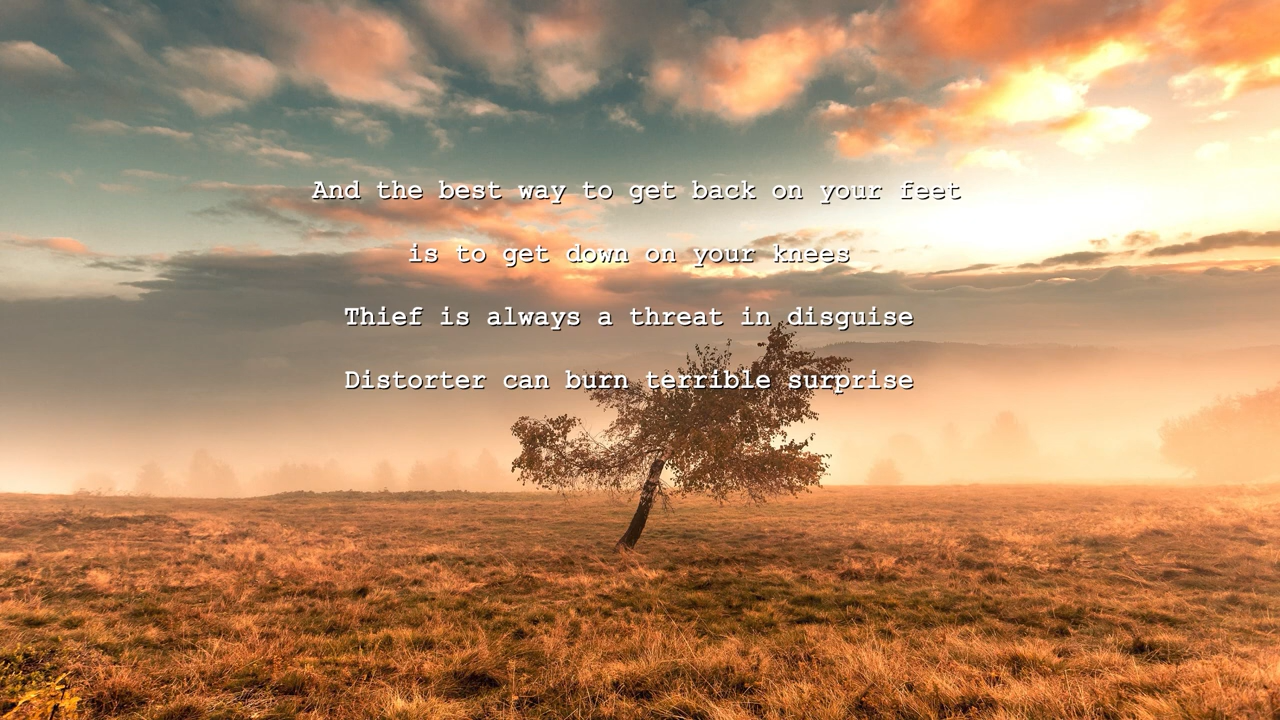 And the best way to get back on your feet
is to get down on your knees
Thief is always a threat in disguise
Distorter can burn terrible surprise